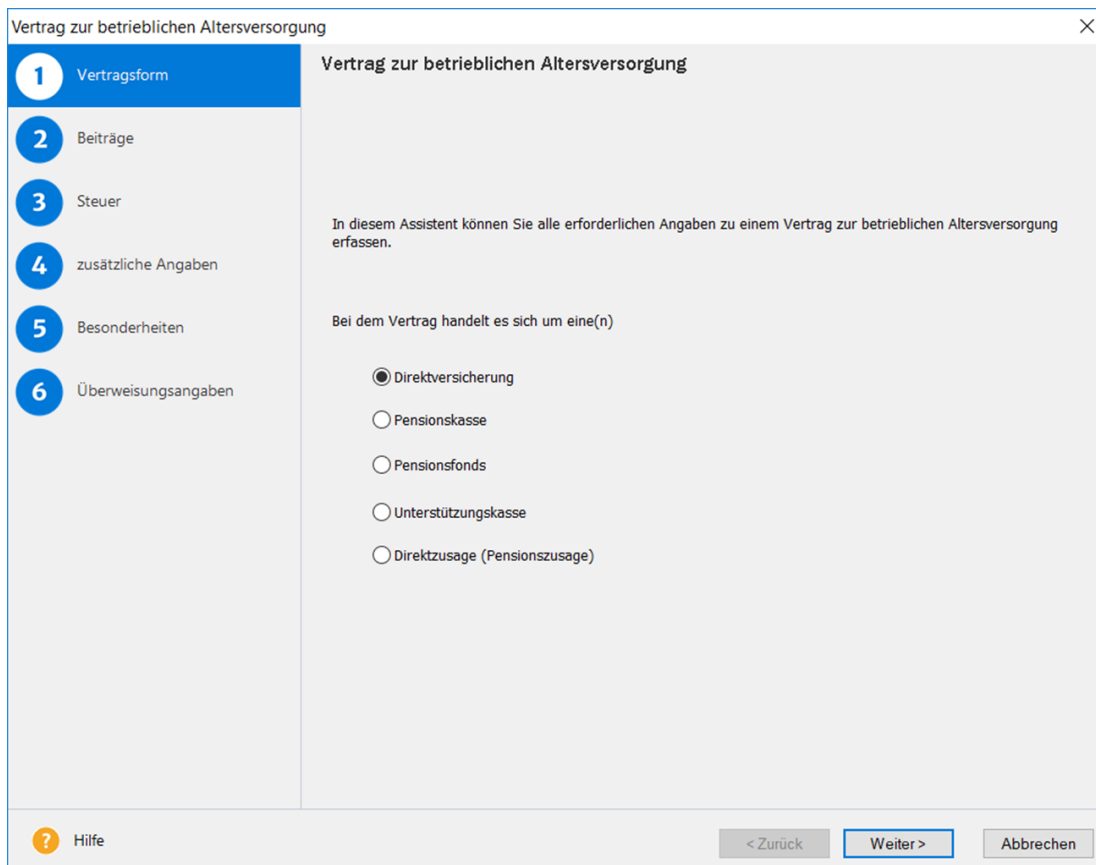 Vertrag zur betrieblichen Altersversorgung
1 Vertragsform
2 Beiträge
3 Steuer
4 zusätzliche Angaben
5 Besonderheiten
6 Überweisungsangaben
Vertrag zur betrieblichen Altersversorgung
In diesem Assistent können Sie alle erforderlichen Angaben zu einem Vertrag zur betrieblichen Altersversorgung
erfassen.
Bei dem Vertrag handelt es sich um eine(n)
Direktversicherung
Pensionskasse
Pensionsfonds
Unterstützungskasse
Direktzusage (Pensionszusage)
? Hilfe
< Zurück
Weiter >
Abbrechen